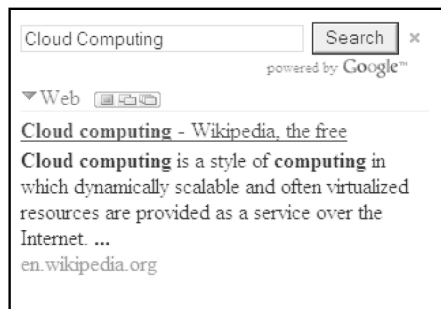 Cloud Computing Search ×
powered by Google™
Web
Cloud computing - Wikipedia, the free
Cloud computing is a style of computing in
which dynamically scalable and often virtualized
resources are provided as a service over the
Internet. ...
en.wikipedia.org